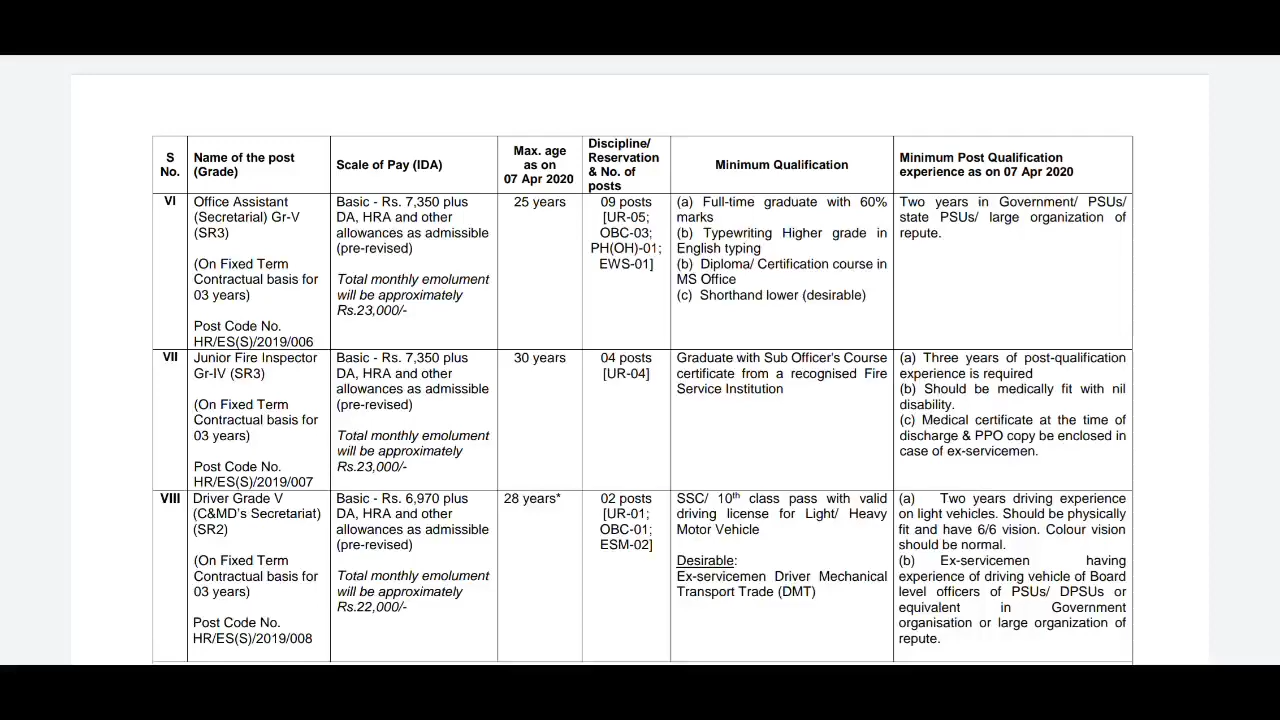 S
No.
Name of the post
(Grade)
Scale of Pay (IDA)
Max. age
as on
07 Apr 2020
Discipline/
Reservation
& No. of
posts
Minimum Qualification
Minimum Post Qualification
experience as on 07 Apr 2020
VI
Office Assistant
(Secretarial) Gr-V
(SR3)
(On Fixed Term
Contractual basis for
03 years)
Post Code No.
HR/ES(S)/2019/006
Basic - Rs. 7,350 plus
DA, HRA and other
allowances as admissible
(pre-revised)
Total monthly emolument
will be approximately
Rs.23,000/-
25 years
09 posts
[UR-05;
OBC-03;
PH(OH)-01;
EWS-01]
(a) Full-time graduate with 60%
marks
(b) Typewriting Higher grade in
English typing
(b) Diploma/ Certification course in
MS Office
(c) Shorthand lower (desirable)
Two years in Government/ PSUs/
state PSUs/ large organization of
repute.
VII
Junior Fire Inspector
Gr-IV (SR3)
(On Fixed Term
Contractual basis for
03 years)
Post Code No.
HR/ES(S)/2019/007
Basic - Rs. 7,350 plus
DA, HRA and other
allowances as admissible
(pre-revised)
Total monthly emolument
will be approximately
Rs.23,000/-
30 years
04 posts
[UR-04]
Graduate with Sub Officer's Course
certificate from a recognised Fire
Service Institution
(a) Three years of post-qualification
experience is required
(b) Should be medically fit with nil
disability.
(c) Medical certificate at the time of
discharge & PPO copy be enclosed in
case of ex-servicemen.
VIII
Driver Grade V
(C&MD's Secretariat)
(SR2)
(On Fixed Term
Contractual basis for
03 years)
Post Code No.
HR/ES(S)/2019/008
Basic - Rs. 6,970 plus
DA, HRA and other
allowances as admissible
(pre-revised)
Total monthly emolument
will be approximately
Rs.22,000/-
28 years*
02 posts
[UR-01;
OBC-01;
ESM-02]
SSC/ 10th class pass with valid
driving license for Light/ Heavy
Motor Vehicle
Desirable:
Ex-servicemen Driver Mechanical
Transport Trade (DMT)
(a) Two years driving experience
on light vehicles. Should be physically
fit and have 6/6 vision. Colour vision
should be normal.
(b) Ex-servicemen having
experience of driving vehicle of Board
level officers of PSUs/ DPSUs or
equivalent in Government
organisation or large organization of
repute.